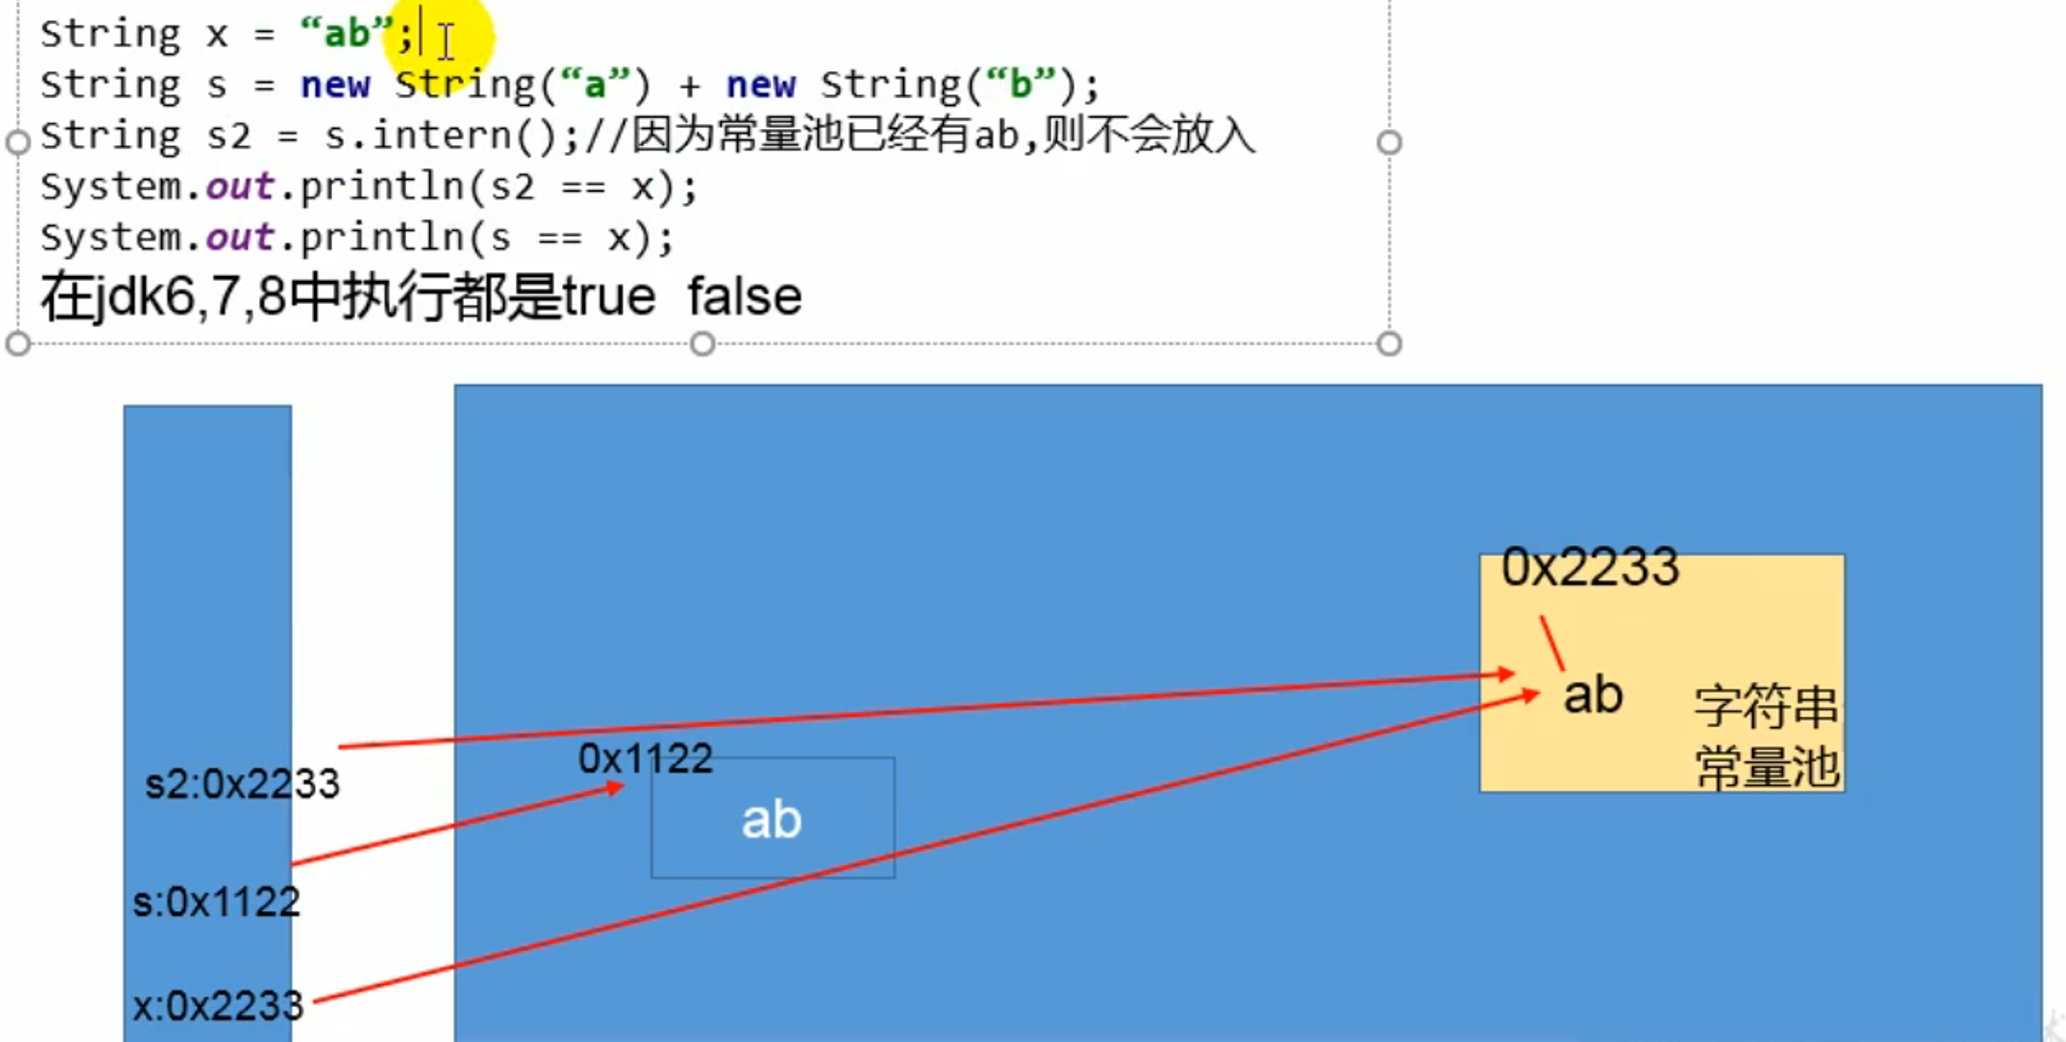 String x = “ab”;
String s = new String(“a”) + new String(“b”);
String s2 = s.intern();//因为常量池已经有ab,则不会放入
System.out.println(s2 == x);
System.out.println(s == x);
在jdk6,7,8中执行都是true false
0x2233
ab
字符串
常量池
0x1122
ab
s2:0x2233
s:0x1122
x:0x2233